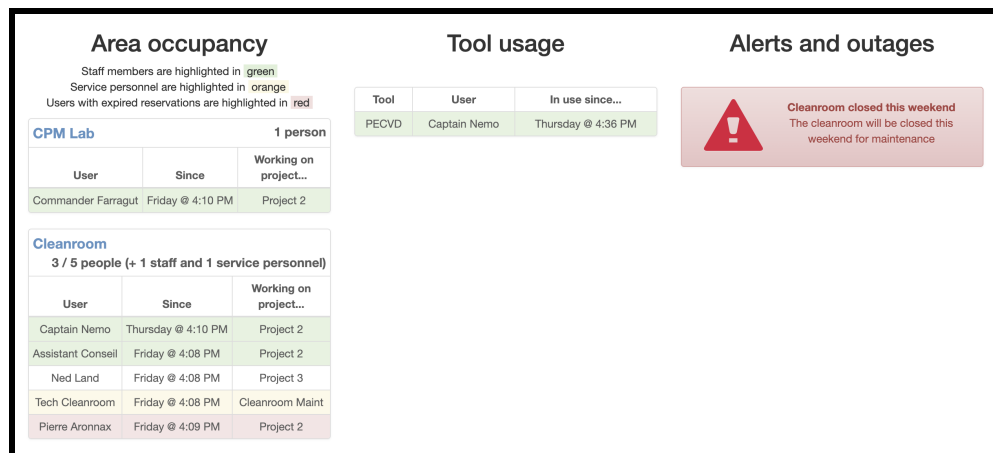 Area occupancy
Staff members are highlighted in green
Service personnel are highlighted in orange
Users with expired reservations are highlighted in red
CPM Lab 1 person
User Since Working on project...
Commander Farragut Friday @ 4:10 PM Project 2
Cleanroom
3 / 5 people (+ 1 staff and 1 service personnel)
User Since Working on project...
Captain Nemo Thursday @ 4:10 PM Project 2
Assistant Conseil Friday @ 4:08 PM Project 2
Ned Land Friday @ 4:08 PM Project 3
Tech Cleanroom Friday @ 4:08 PM Cleanroom Maint
Pierre Aronnax Friday @ 4:09 PM Project 2
Tool usage
Tool User In use since...
PECVD Captain Nemo Thursday @ 4:36 PM
Alerts and outages
Cleanroom closed this weekend
The cleanroom will be closed this
weekend for maintenance